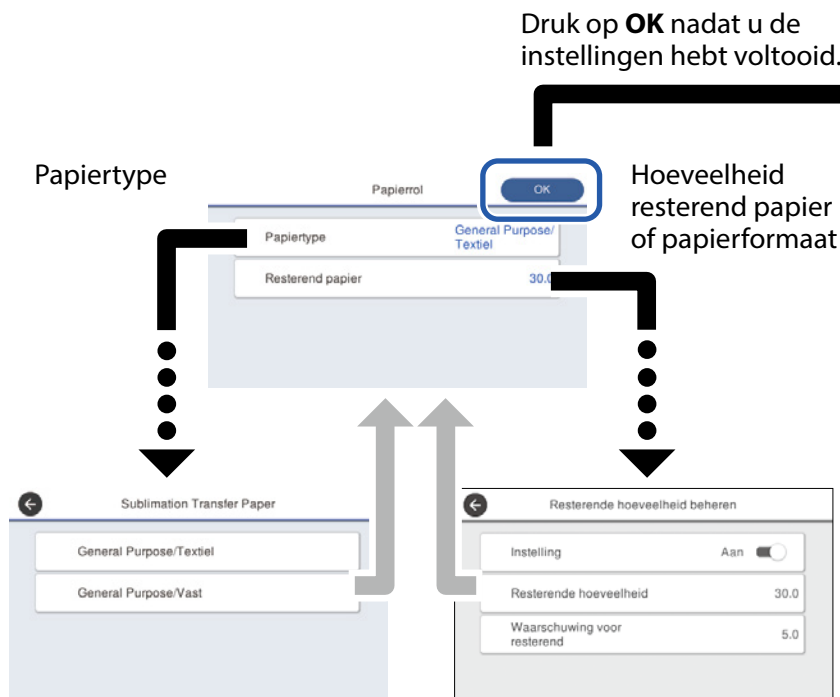 Druk op OK nadat u de
instellingen hebt voltooid.
Papiertype
Papierrol
OK
Hoeveelheid
resterend papier
of papierformaat
Papiertype
General Purpose/
Textiel
Resterend papier
30.0
Sublimation Transfer Paper
General Purpose/Textiel
General Purpose/Vast
Resterende hoeveelheid beheren
Instelling
Aan
Resterende hoeveelheid
30.0
Waarschuwing voor
resterend
5.0